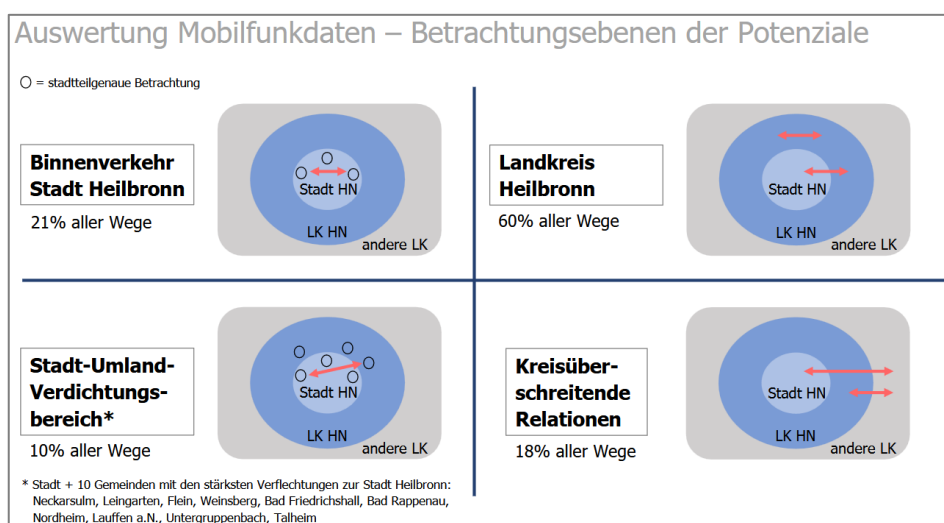 Auswertung Mobilfunkdaten – Betrachtungsebenen der Potenziale
O = stadtteilgenaue Betrachtung
Binnenverkehr
Stadt Heilbronn
21% aller Wege
Stadt HN
LK HN
andere LK
Landkreis
Heilbronn
60% aller Wege
Stadt HN
LK HN
andere LK
Stadt-Umland-
Verdichtungs-
bereich*
10% aller Wege
Stadt HN
LK HN
andere LK
Kreisüber-
schreitende
Relationen
18% aller Wege
Stadt HN
LK HN
andere LK
* Stadt + 10 Gemeinden mit den stärksten Verflechtungen zur Stadt Heilbronn:
Neckarsulm, Leingarten, Flein, Weinsberg, Bad Friedrichshall, Bad Rappenau,
Nordheim, Lauffen a.N., Untergruppenbach, Talheim